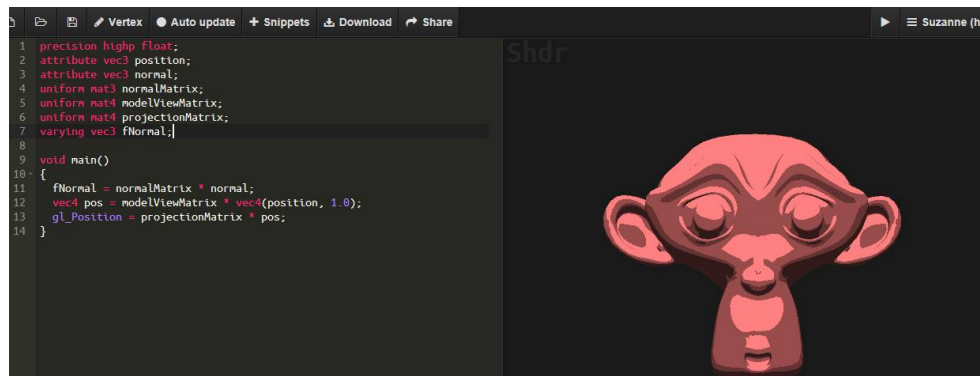 Vertex Auto update Snippets Download Share Suzanne (h
Shdr
1 precision highp float;
2 attribute vec3 position;
3 attribute vec3 normal;
4 uniform mat3 normalMatrix;
5 uniform mat4 modelViewMatrix;
6 uniform mat4 projectionMatrix;
7 varying vec3 fNormal;
8
9 void main()
10 {
11 fNormal = normalMatrix * normal;
12 vec4 pos = modelViewMatrix * vec4(position, 1.0);
13 gl_Position = projectionMatrix * pos;
14 }